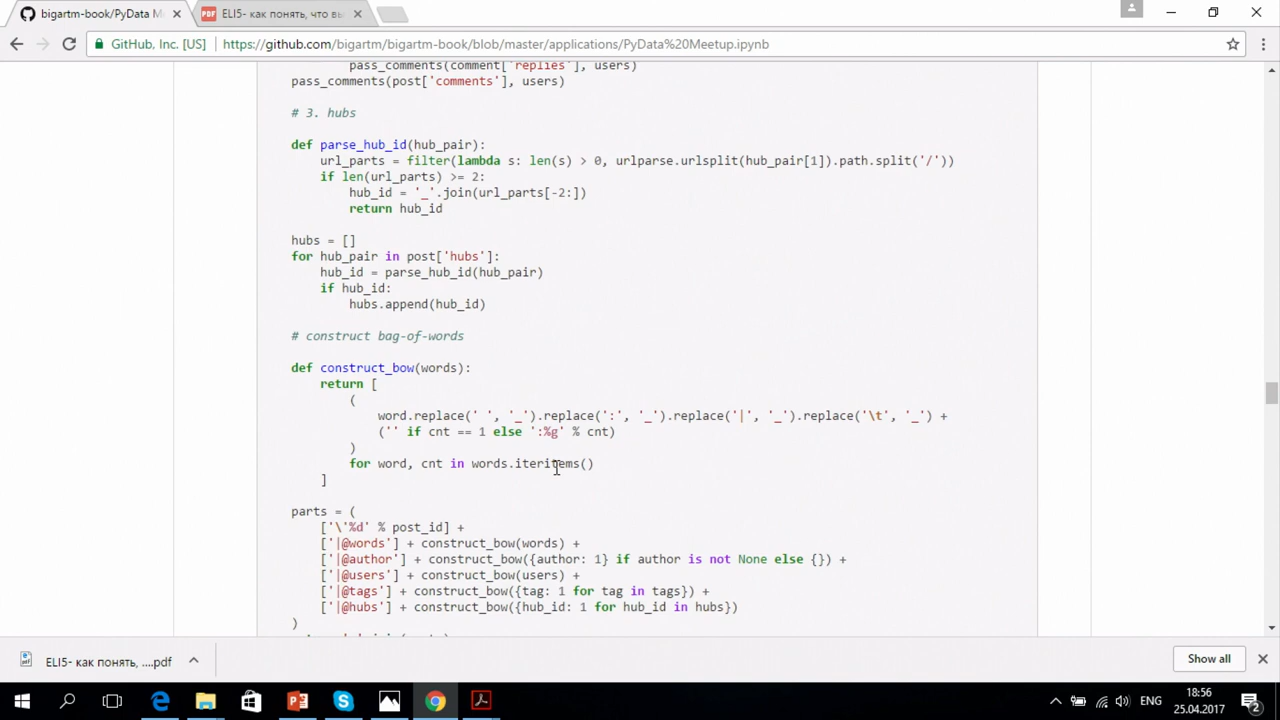 bigartm-book/PyData M
ELI5- как понять, что вы
GitHub, Inc. [US]
https://github.com/bigartm/bigartm-book/blob/master/applications/PyData%20Meetup.ipynb
pass_comments(comment['replies'], users)
pass_comments(post['comments'], users)
# 3. hubs
def parse_hub_id(hub_pair):
url_parts = filter(lambda s: len(s) > 0, urlparse.urlsplit(hub_pair[1]).path.split('/'))
if len(url_parts) >= 2:
hub_id = '_'.join(url_parts[-2:])
return hub_id
hubs = []
for hub_pair in post['hubs']:
hub_id = parse_hub_id(hub_pair)
if hub_id:
hubs.append(hub_id)
# construct bag-of-words
def construct_bow(words):
return [
(
word.replace(' ', '_').replace(':', '_').replace('|', '_').replace('\t', '_') +
('' if cnt == 1 else ':%g' % cnt)
)
for word, cnt in words.iteritems()
]
parts = (
['\'%d' % post_id] +
['|@words'] + construct_bow(words) +
['|@author'] + construct_bow({author: 1} if author is not None else {}) +
['|@users'] + construct_bow(users) +
['|@tags'] + construct_bow({tag: 1 for tag in tags}) +
['|@hubs'] + construct_bow({hub_id: 1 for hub_id in hubs})
)
ELI5- как понять, ....pdf
Show all
ENG
18:56
25.04.2017
2